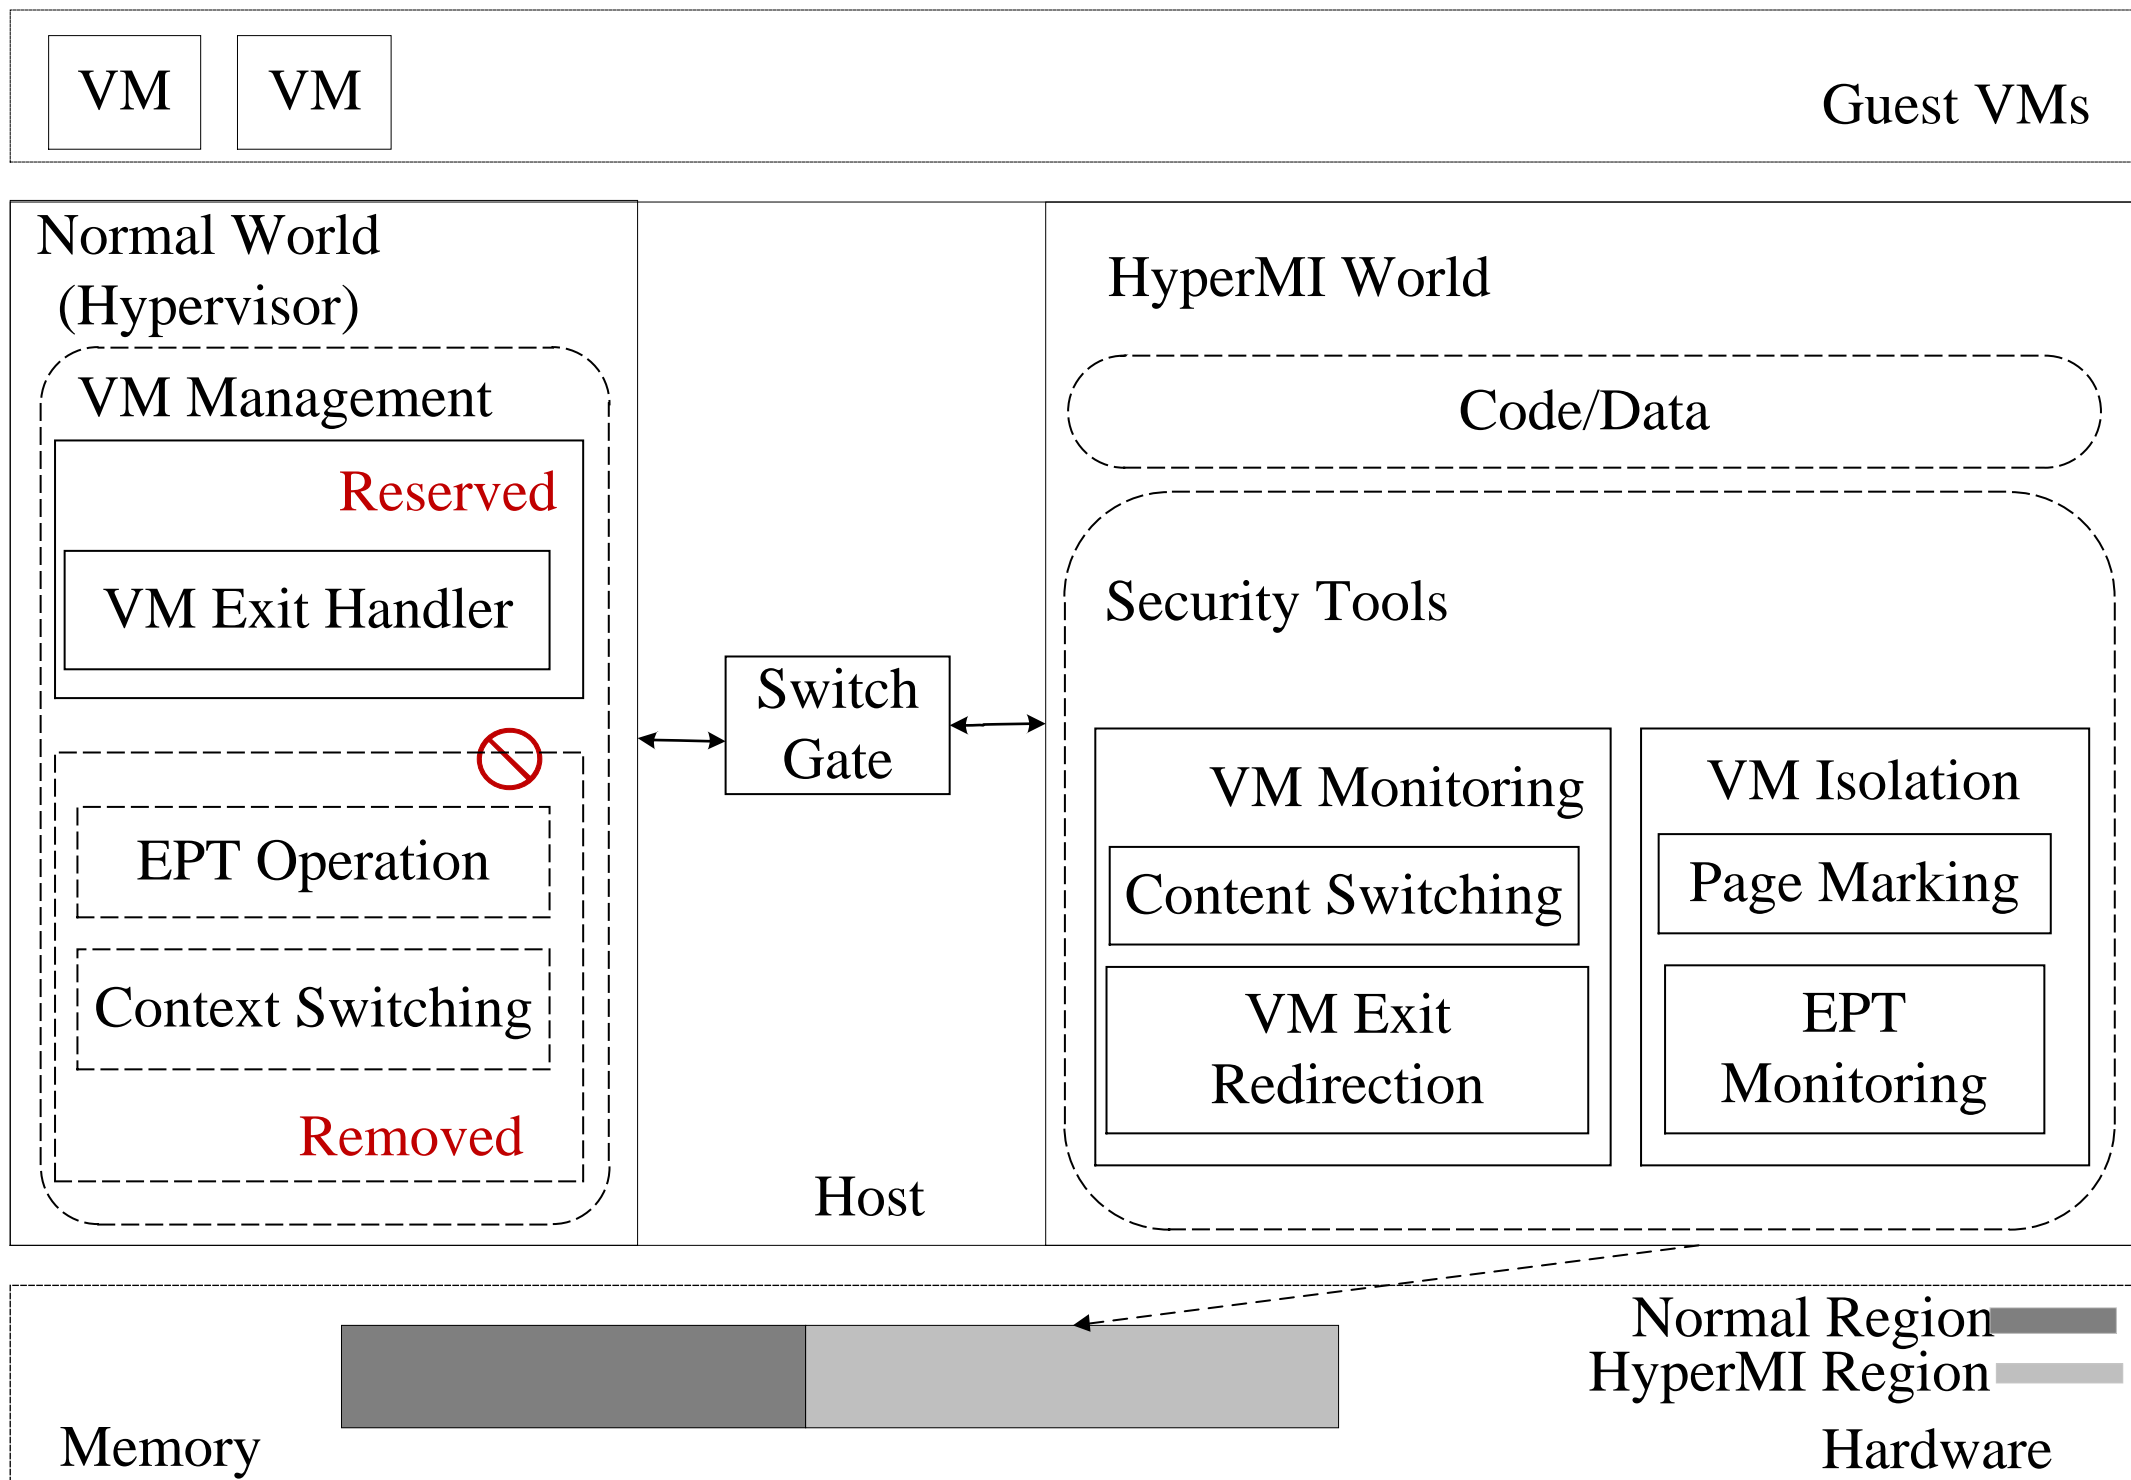 VM
VM
Guest VMs
Normal World
(Hypervisor)
VM Management
Reserved
VM Exit Handler
EPT Operation
Context Switching
Removed
Switch
Gate
Host
HyperMI World
Code/Data
Security Tools
VM Monitoring
Content Switching
VM Exit
Redirection
VM Isolation
Page Marking
EPT
Monitoring
Normal Region
HyperMI Region
Memory
Hardware